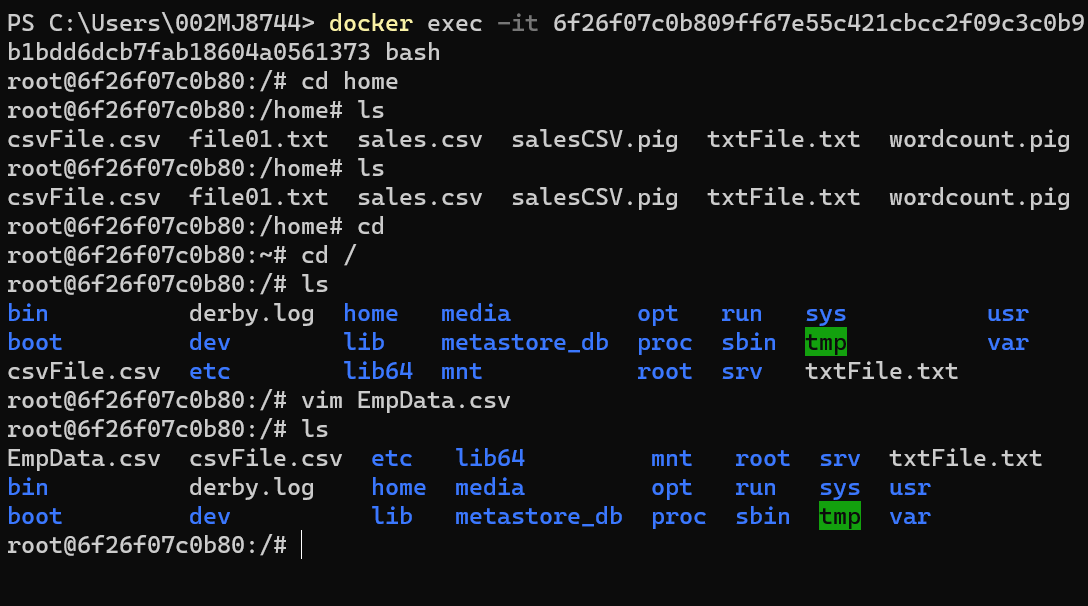 PS C:\Users\002MJ8744> docker exec -it 6f26f07c0b809ff67e55c421cbcc2f09c3c0b9
b1bdd6dcb7fab18604a0561373 bash
root@6f26f07c0b80:/# cd home
root@6f26f07c0b80:/home# ls
csvFile.csv  file01.txt  sales.csv  salesCSV.pig  txtFile.txt  wordcount.pig
root@6f26f07c0b80:/home# ls
csvFile.csv  file01.txt  sales.csv  salesCSV.pig  txtFile.txt  wordcount.pig
root@6f26f07c0b80:/home# cd
root@6f26f07c0b80:~# cd /
root@6f26f07c0b80:/# ls
bin          derby.log  home   media         opt   run   sys          usr
boot         dev        lib    metastore_db  proc  sbin  tmp          var
csvFile.csv  etc        lib64  mnt           root  srv   txtFile.txt
root@6f26f07c0b80:/# vim EmpData.csv
root@6f26f07c0b80:/# ls
EmpData.csv  csvFile.csv  etc   lib64         mnt   root  srv  txtFile.txt
bin          derby.log    home  media         opt   run   sys  usr
boot         dev          lib   metastore_db  proc  sbin  tmp  var
root@6f26f07c0b80:/#